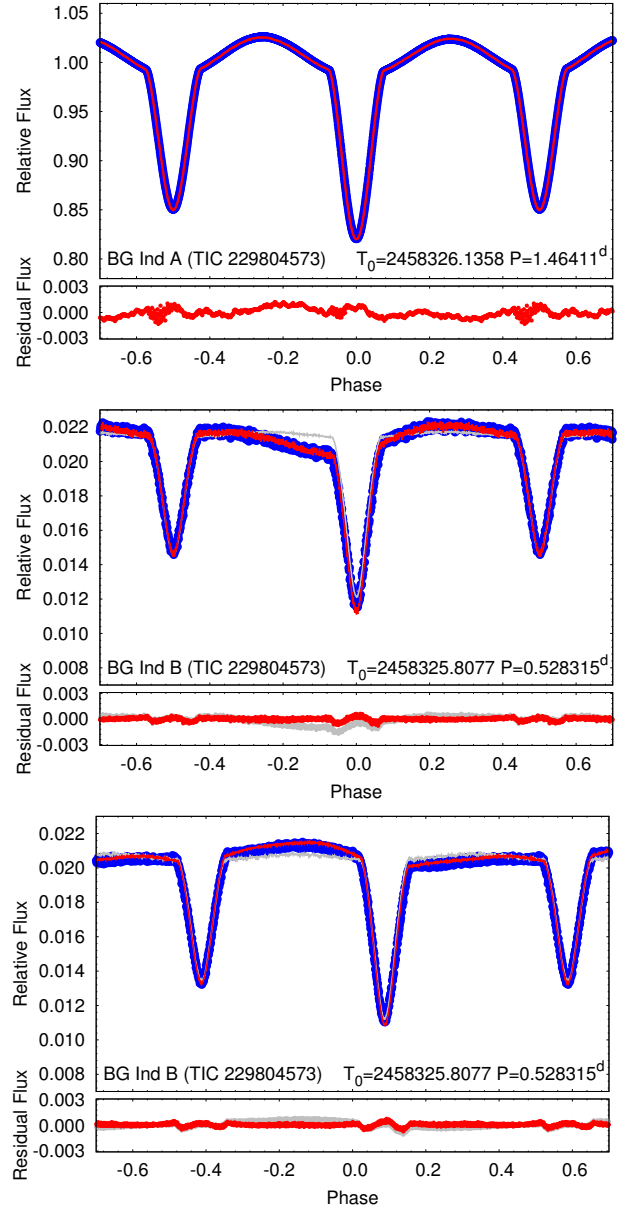 1.05
1.00
0.95
0.90
0.85
0.80
Relative Flux
BG Ind A (TIC 229804573) T0=2458326.1358 P=1.46411d
0.003
0.000
-0.003
Residual Flux
-0.6 -0.4 -0.2 0.0 0.2 0.4 0.6
Phase
0.022
0.020
0.018
0.016
0.014
0.012
0.010
0.008
Relative Flux
BG Ind B (TIC 229804573) T0=2458325.8077 P=0.528315d
0.003
0.000
-0.003
Residual Flux
-0.6 -0.4 -0.2 0.0 0.2 0.4 0.6
Phase
0.022
0.020
0.018
0.016
0.014
0.012
0.010
0.008
Relative Flux
BG Ind B (TIC 229804573) T0=2458325.8077 P=0.528315d
0.003
0.000
-0.003
Residual Flux
-0.6 -0.4 -0.2 0.0 0.2 0.4 0.6
Phase